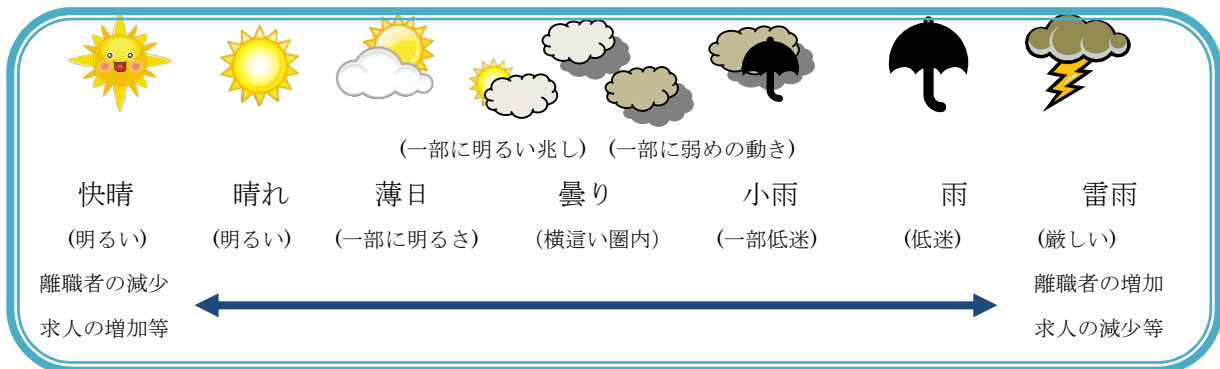 (一部に明るい兆し) (一部に弱めの動き)
快晴 晴れ 薄日 曇り 小雨 雨 雷雨
(明るい) (明るい) (一部に明るさ) (横這い圏内) (一部低迷) (低迷) (厳しい)
離職者の減少 離職者の増加
求人の増加等 求人の減少等